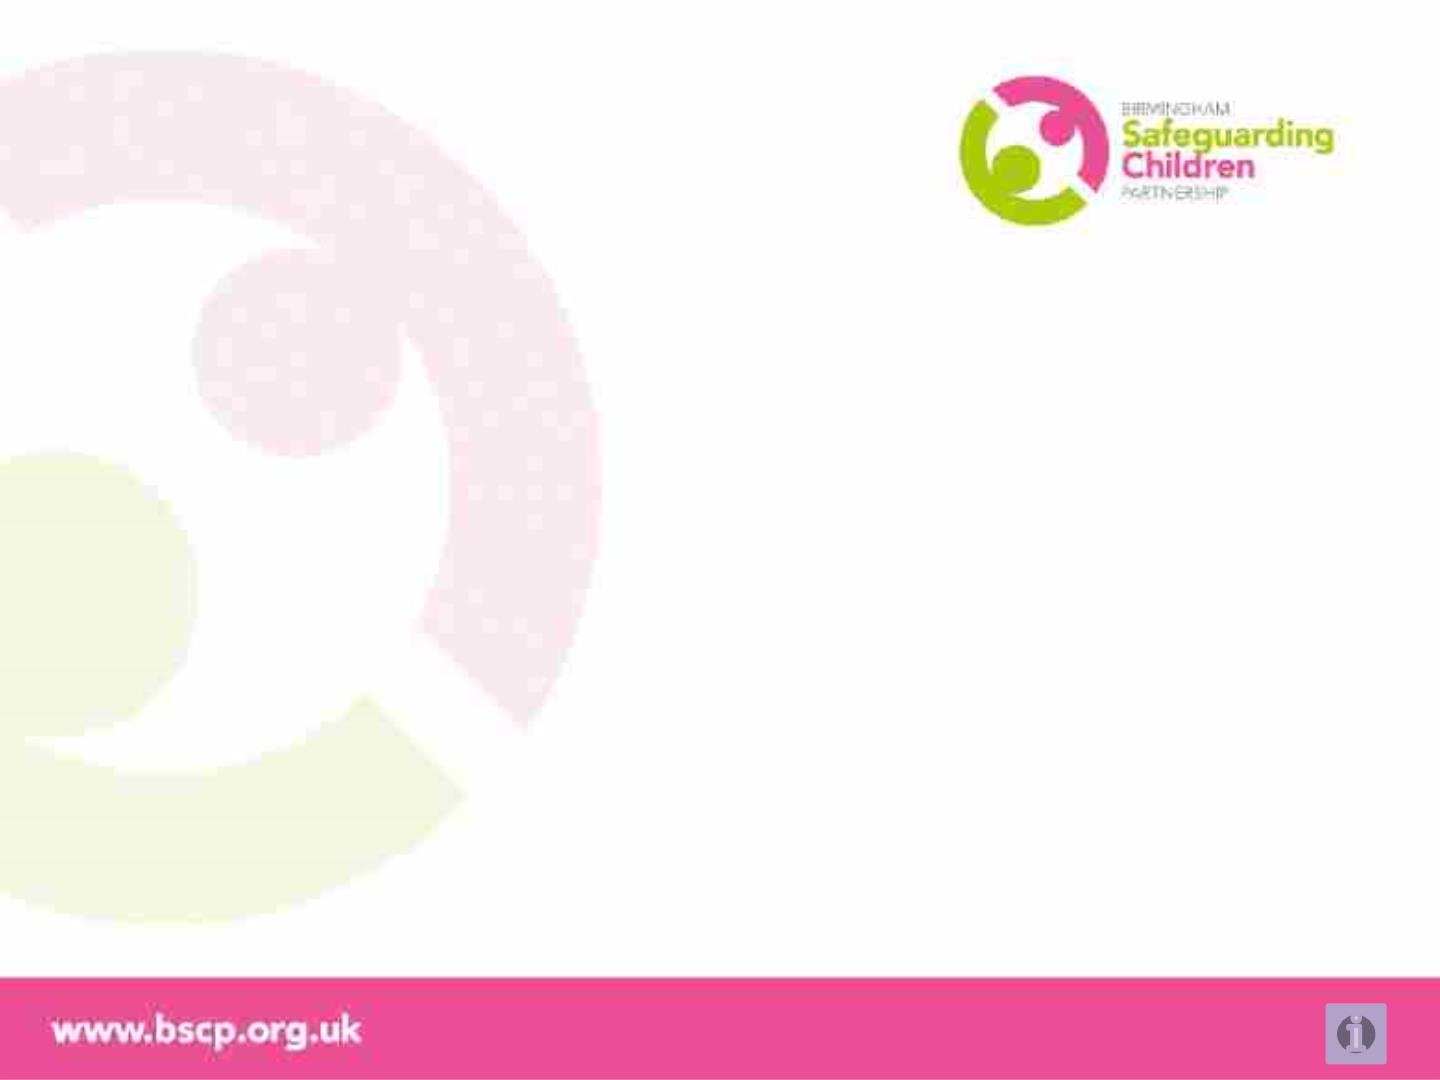 BIRMINGHAM
Safeguarding
Children
PARTNERSHIP
www.bscp.org.uk
i